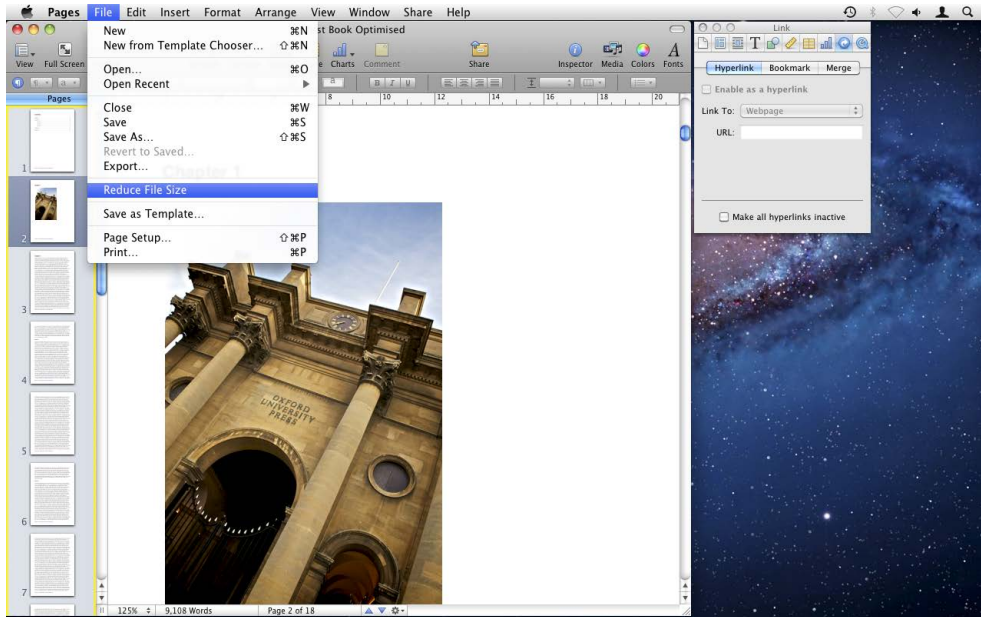 Pages File Edit Insert Format Arrange View Window Share Help
st Book Optimised
View Full Screen
Charts Comment Share Inspector Media Colors Fonts
New ⌘N
New from Template Chooser... ⇧⌘N
Open... ⌘O
Open Recent
Close ⌘W
Save ⌘S
Save As... ⇧⌘S
Revert to Saved...
Export...
Reduce File Size
Save as Template...
Page Setup... ⇧⌘P
Print... ⌘P
a B I U
8 10 12 14 16 18 20
Pages
1
2
3
4
5
6
7
Chapter 1
OXFORD
UNIVERSITY
PRESS
125% 9,108 Words Page 2 of 18
Link
T
Hyperlink Bookmark Merge
Enable as a hyperlink
Link To: Webpage
URL:
Make all hyperlinks inactive